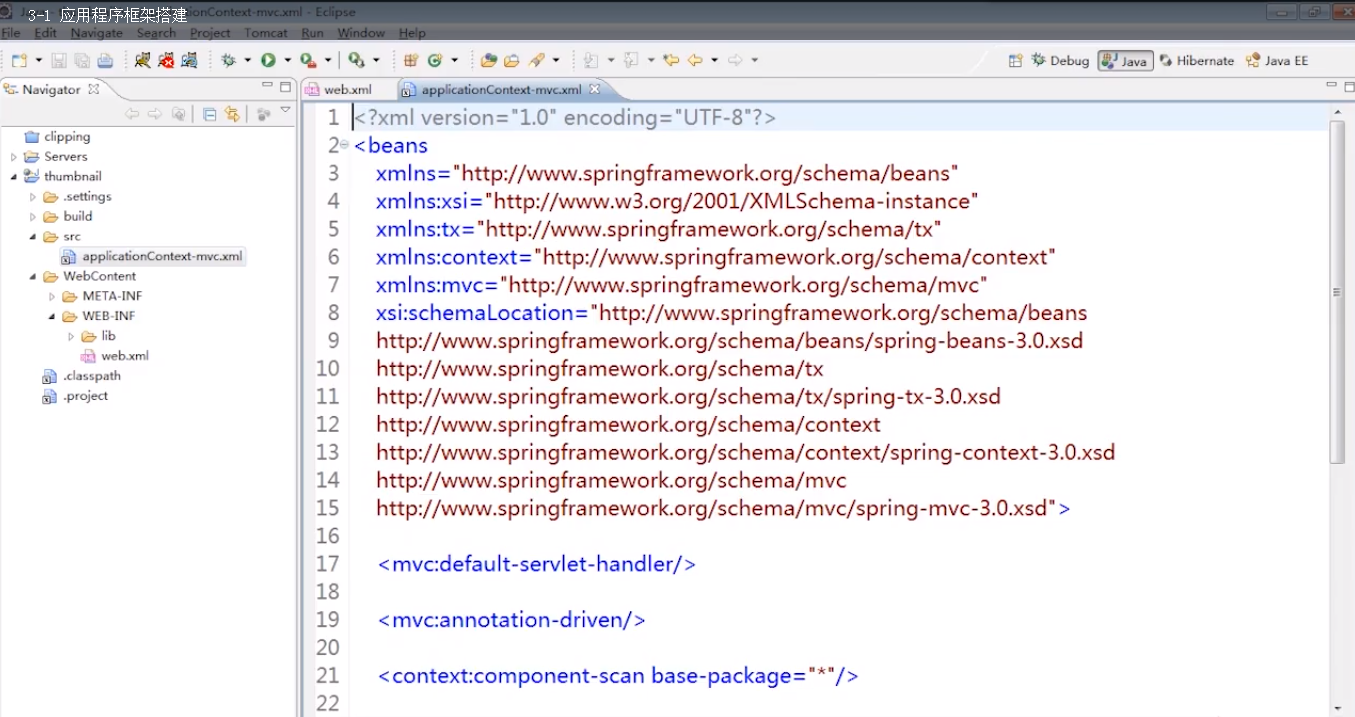 3-1 应用程序框架搭建
onContext-mvc.xml - Eclipse
File Edit Navigate Search Project Tomcat Run Window Help
Debug Java Hibernate Java EE
Navigator
web.xml applicationContext-mvc.xml
clipping
Servers
thumbnail
.settings
build
src
applicationContext-mvc.xml
WebContent
META-INF
WEB-INF
lib
web.xml
.classpath
.project
1 <?xml version="1.0" encoding="UTF-8"?>
2 <beans
3 xmlns="http://www.springframework.org/schema/beans"
4 xmlns:xsi="http://www.w3.org/2001/XMLSchema-instance"
5 xmlns:tx="http://www.springframework.org/schema/tx"
6 xmlns:context="http://www.springframework.org/schema/context"
7 xmlns:mvc="http://www.springframework.org/schema/mvc"
8 xsi:schemaLocation="http://www.springframework.org/schema/beans
9 http://www.springframework.org/schema/beans/spring-beans-3.0.xsd
10 http://www.springframework.org/schema/tx
11 http://www.springframework.org/schema/tx/spring-tx-3.0.xsd
12 http://www.springframework.org/schema/context
13 http://www.springframework.org/schema/context/spring-context-3.0.xsd
14 http://www.springframework.org/schema/mvc
15 http://www.springframework.org/schema/mvc/spring-mvc-3.0.xsd">
16
17 <mvc:default-servlet-handler/>
18
19 <mvc:annotation-driven/>
20
21 <context:component-scan base-package="*"/>
22